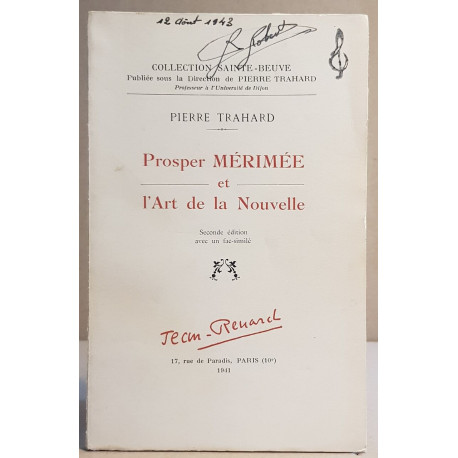 12 Août 1943
COLLECTION SAINTE-BEUVE
Publiée sous la Direction de PIERRE TRAHARD
Professeur à l'Université de Dijon
PIERRE TRAHARD
Prosper MÉRIMÉE
et
l'Art de la Nouvelle
Seconde édition
avec un fac-similé
Jean-Renard
17, rue de Paradis, PARIS (10ᵉ)
1941